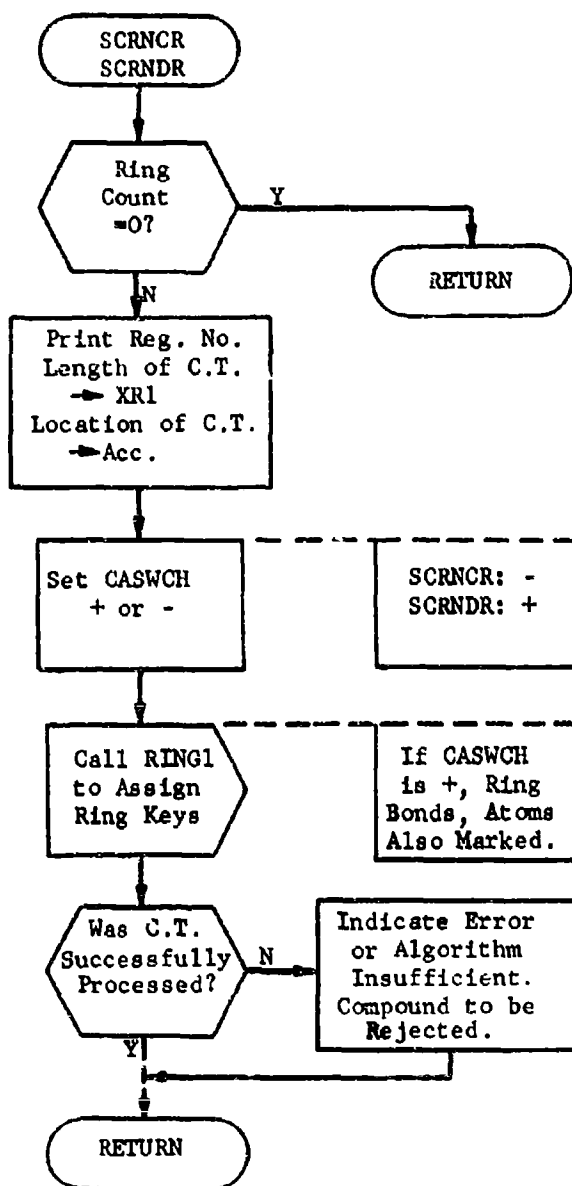 SCRNCR
SCRNDR
Ring
Count
=0?
Y
RETURN
N
Print Reg. No.
Length of C.T.
→ XR1
Location of C.T.
→ Acc.
Set CASWCH
+ or -
SCRNCR: -
SCRNDR: +
Call RING1
to Assign
Ring Keys
If CASWCH
is +, Ring
Bonds, Atoms
Also Marked.
Was C.T.
Successfully
Processed?
N
Indicate Error
or Algorithm
Insufficient.
Compound to be
Rejected.
Y
RETURN